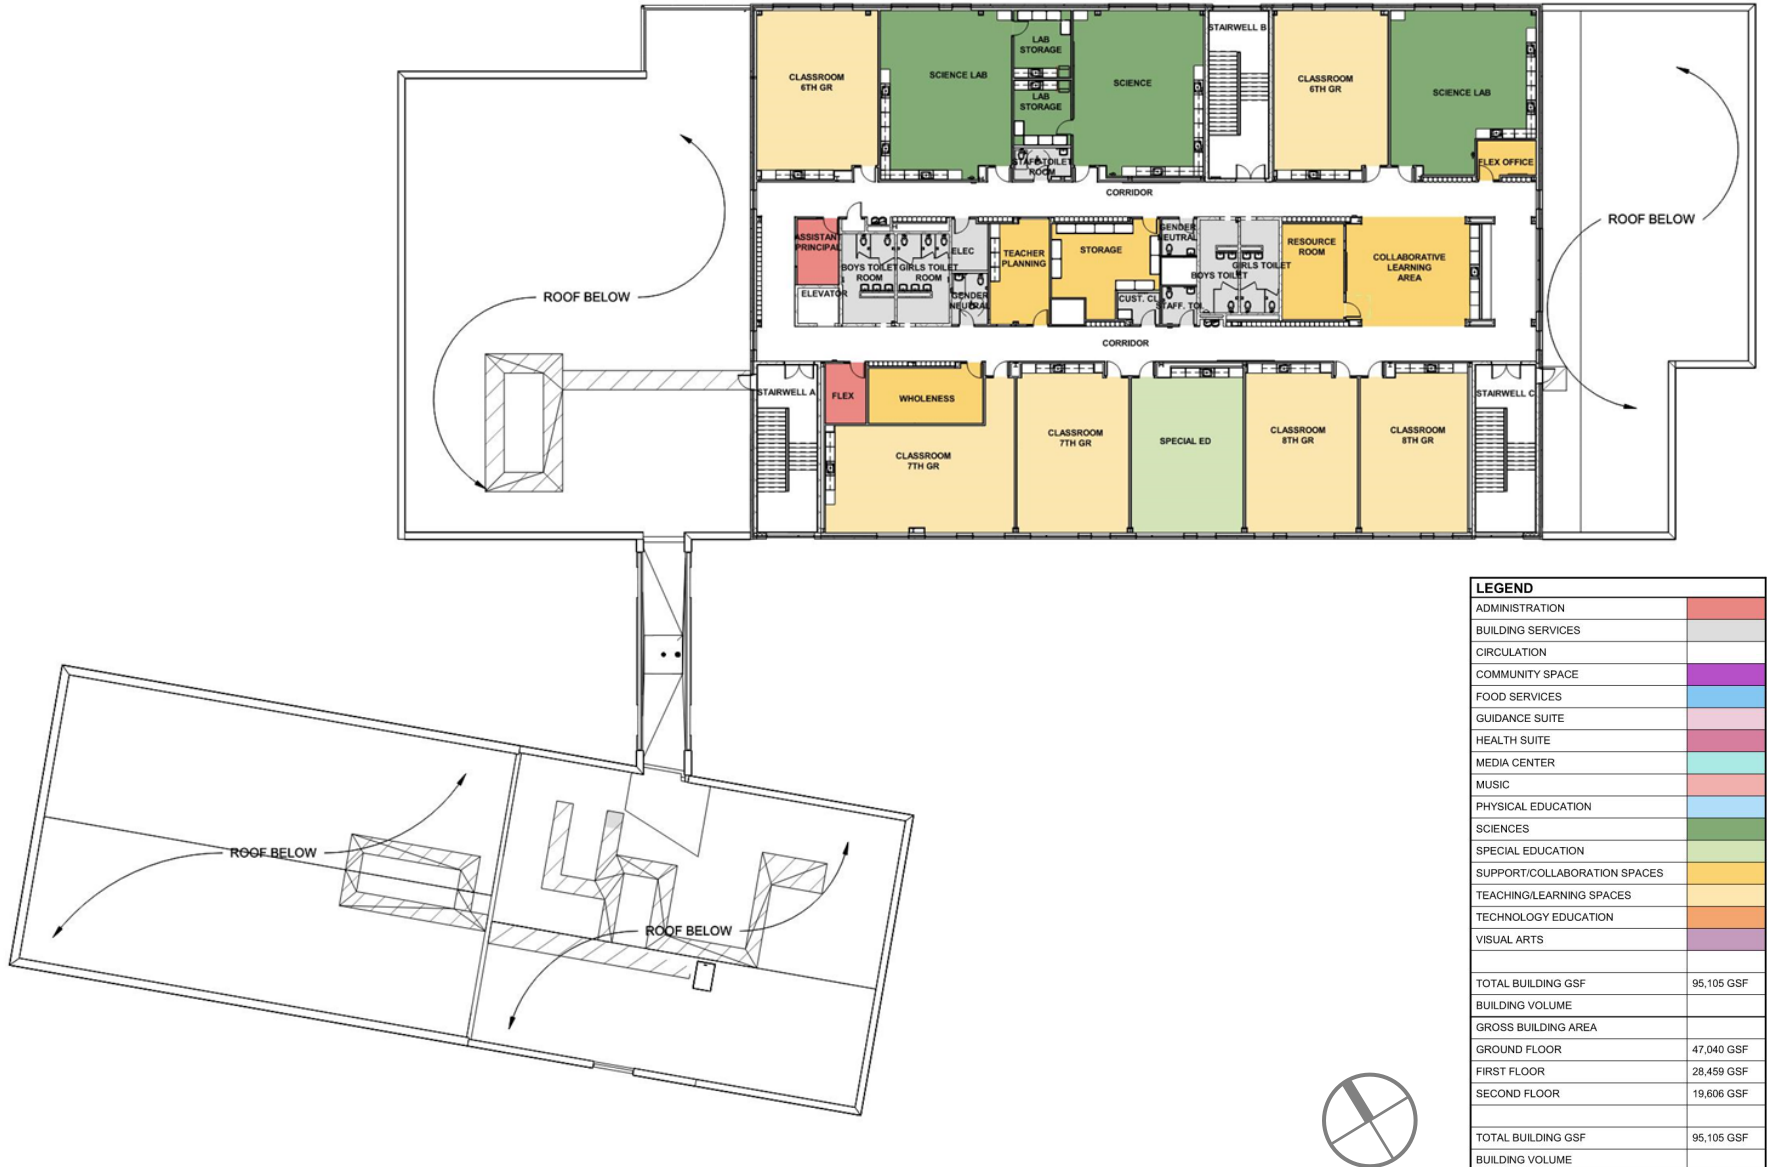 STAIRWELL B
LAB
STORAGE
CLASSROOM
6TH GR
SCIENCE LAB
SCIENCE
CLASSROOM
6TH GR
SCIENCE LAB
LAB
STORAGE
STAFF TOILET
ROOM
FLEX OFFICE
CORRIDOR
ROOF BELOW
ASSISTANT
PRINCIPAL
ELEC
TEACHER
PLANNING
STORAGE
GENDER
NEUTRAL
RESOURCE
ROOM
COLLABORATIVE
LEARNING
AREA
BOYS TOILET
ROOM
GIRLS TOILET
ROOM
BOYS TOILET
GIRLS TOILET
ROOF BELOW
ELEVATOR
GENDER
NEUTRAL
CUST. CL
STAFF. TOI
CORRIDOR
STAIRWELL A
FLEX
WHOLENESS
STAIRWELL C
CLASSROOM
7TH GR
CLASSROOM
7TH GR
SPECIAL ED
CLASSROOM
8TH GR
CLASSROOM
8TH GR
ROOF BELOW
ROOF BELOW
LEGEND
ADMINISTRATION
BUILDING SERVICES
CIRCULATION
COMMUNITY SPACE
FOOD SERVICES
GUIDANCE SUITE
HEALTH SUITE
MEDIA CENTER
MUSIC
PHYSICAL EDUCATION
SCIENCES
SPECIAL EDUCATION
SUPPORT/COLLABORATION SPACES
TEACHING/LEARNING SPACES
TECHNOLOGY EDUCATION
VISUAL ARTS
TOTAL BUILDING GSF 95,105 GSF
BUILDING VOLUME
GROSS BUILDING AREA
GROUND FLOOR 47,040 GSF
FIRST FLOOR 28,459 GSF
SECOND FLOOR 19,606 GSF
TOTAL BUILDING GSF 95,105 GSF
BUILDING VOLUME